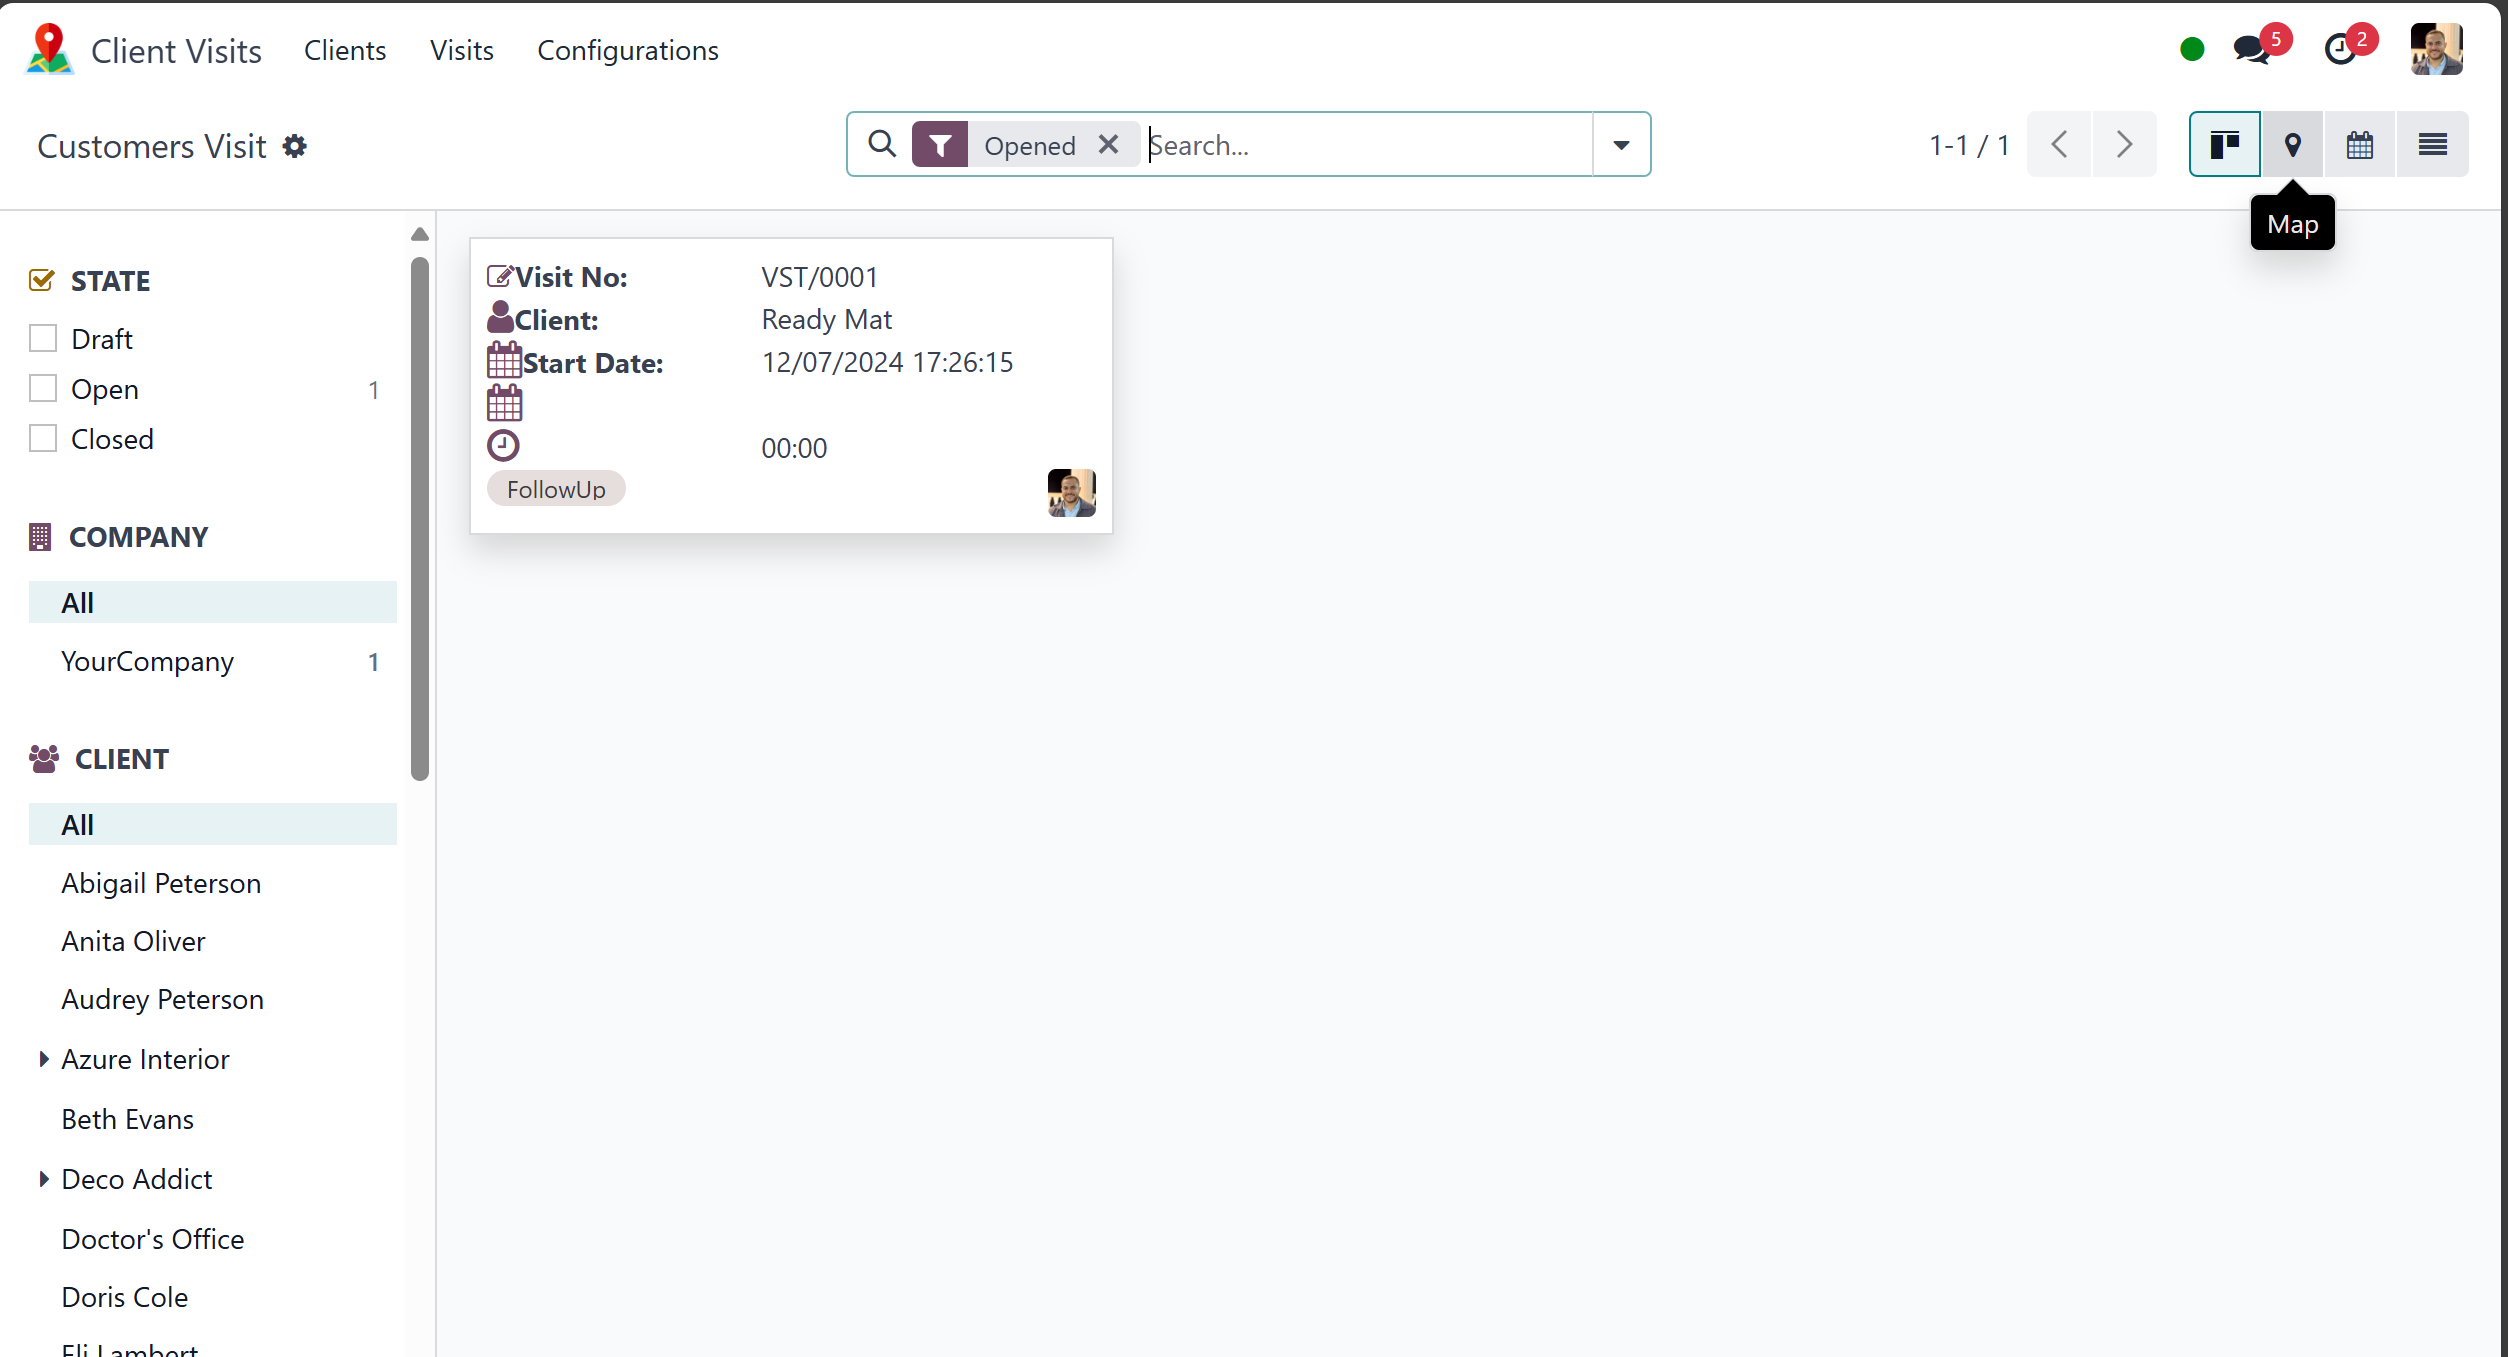 Client Visits Clients Visits Configurations 5 2
Customers Visit Opened Search... 1-1 / 1
Map
STATE
Draft
Open 1
Closed
COMPANY
All
YourCompany 1
CLIENT
All
Abigail Peterson
Anita Oliver
Audrey Peterson
Azure Interior
Beth Evans
Deco Addict
Doctor's Office
Doris Cole
Eli Lambert
Visit No: VST/0001
Client: Ready Mat
Start Date: 12/07/2024 17:26:15
00:00
FollowUp